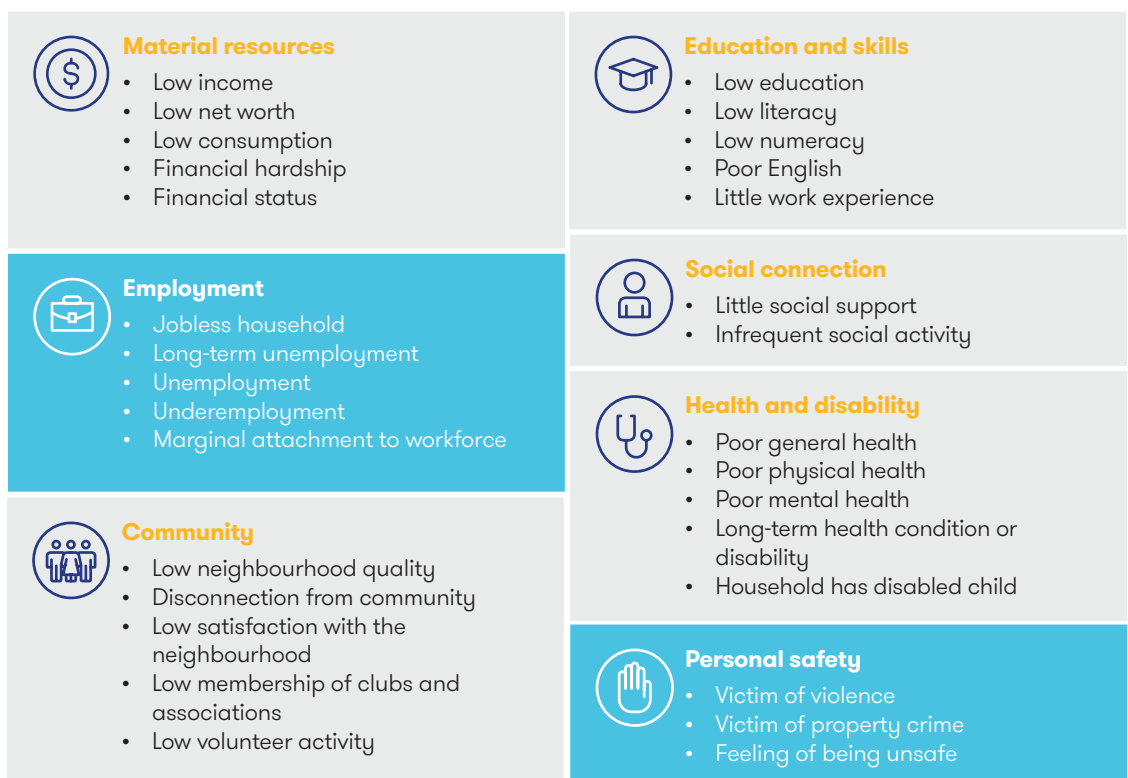 Material resources
• Low income
• Low net worth
• Low consumption
• Financial hardship
• Financial status
Employment
• Jobless household
• Long-term unemployment
• Unemployment
• Underemployment
• Marginal attachment to workforce
Community
• Low neighbourhood quality
• Disconnection from community
• Low satisfaction with the
neighbourhood
• Low membership of clubs and
associations
• Low volunteer activity
Education and skills
• Low education
• Low literacy
• Low numeracy
• Poor English
• Little work experience
Social connection
• Little social support
• Infrequent social activity
Health and disability
• Poor general health
• Poor physical health
• Poor mental health
• Long-term health condition or
disability
• Household has disabled child
Personal safety
• Victim of violence
• Victim of property crime
• Feeling of being unsafe